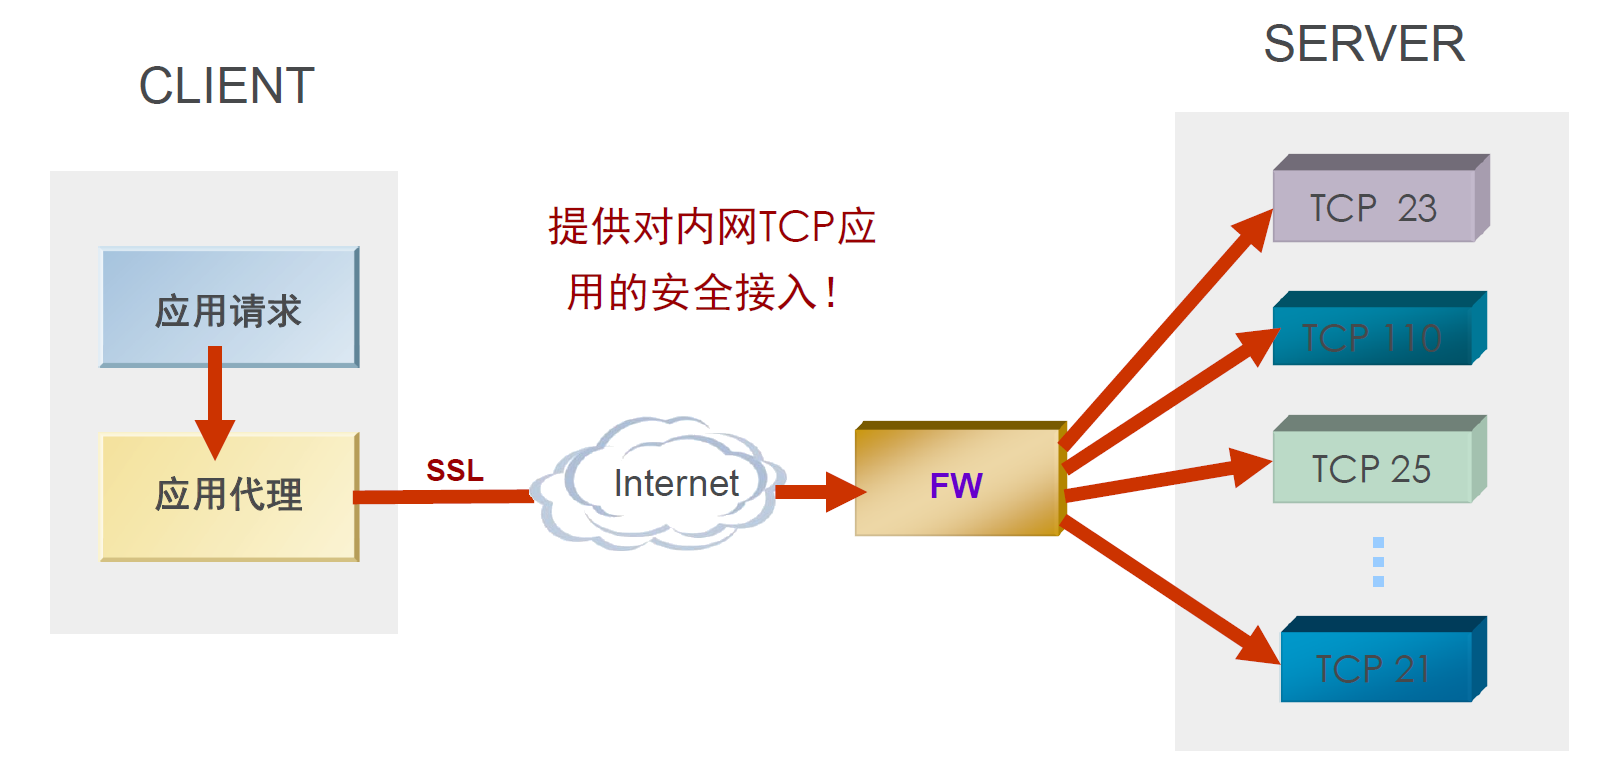 CLIENT
SERVER
应用请求
应用代理
SSL
提供对内网TCP应
用的安全接入！
Internet
FW
TCP 23
TCP 110
TCP 25
TCP 21